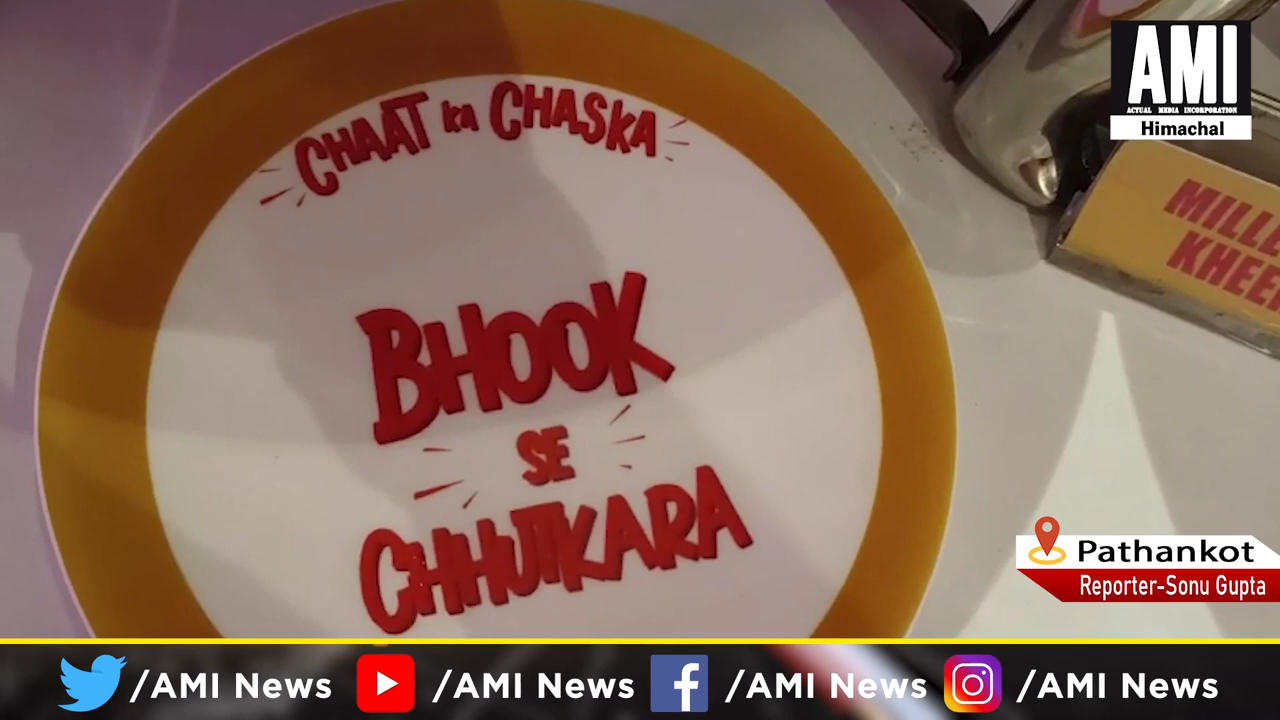 CHAAT ka CHASKA
BHOOK
SE
CHHUTKARA
AMI
ACTUAL MEDIA INCORPORATION
Himachal
MILLE
KHEER
Pathankot
Reporter-Sonu Gupta
/AMI News
/AMI News
/AMI News
/AMI News